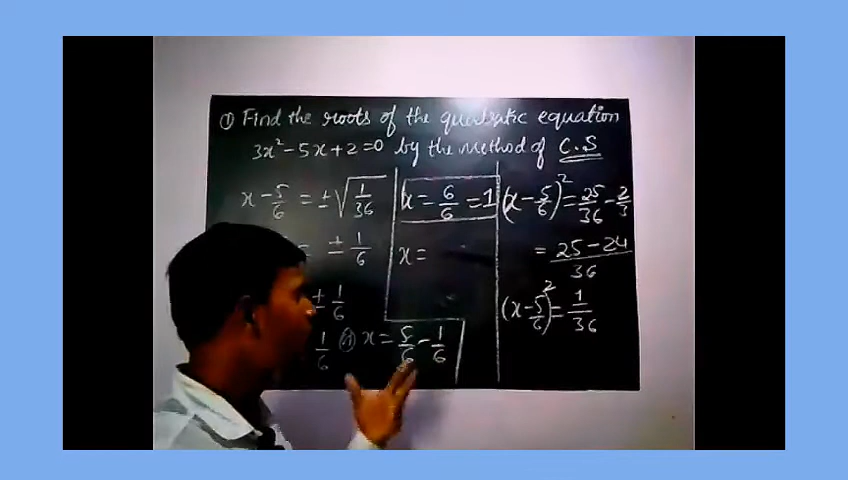 ① Find the roots of the quadratic equation
3x² - 5x + 2 = 0 by the method of C.S
x - 5/6 = ± √(1/36)
= ± 1/6
± 1/6
1/6
(ii) x = 5/6 - 1/6
x = 6/6 = 1
x =
(x - 5/6)² = 25/36 - 2/3
= (25 - 24)/36
(x - 5/6)² = 1/36